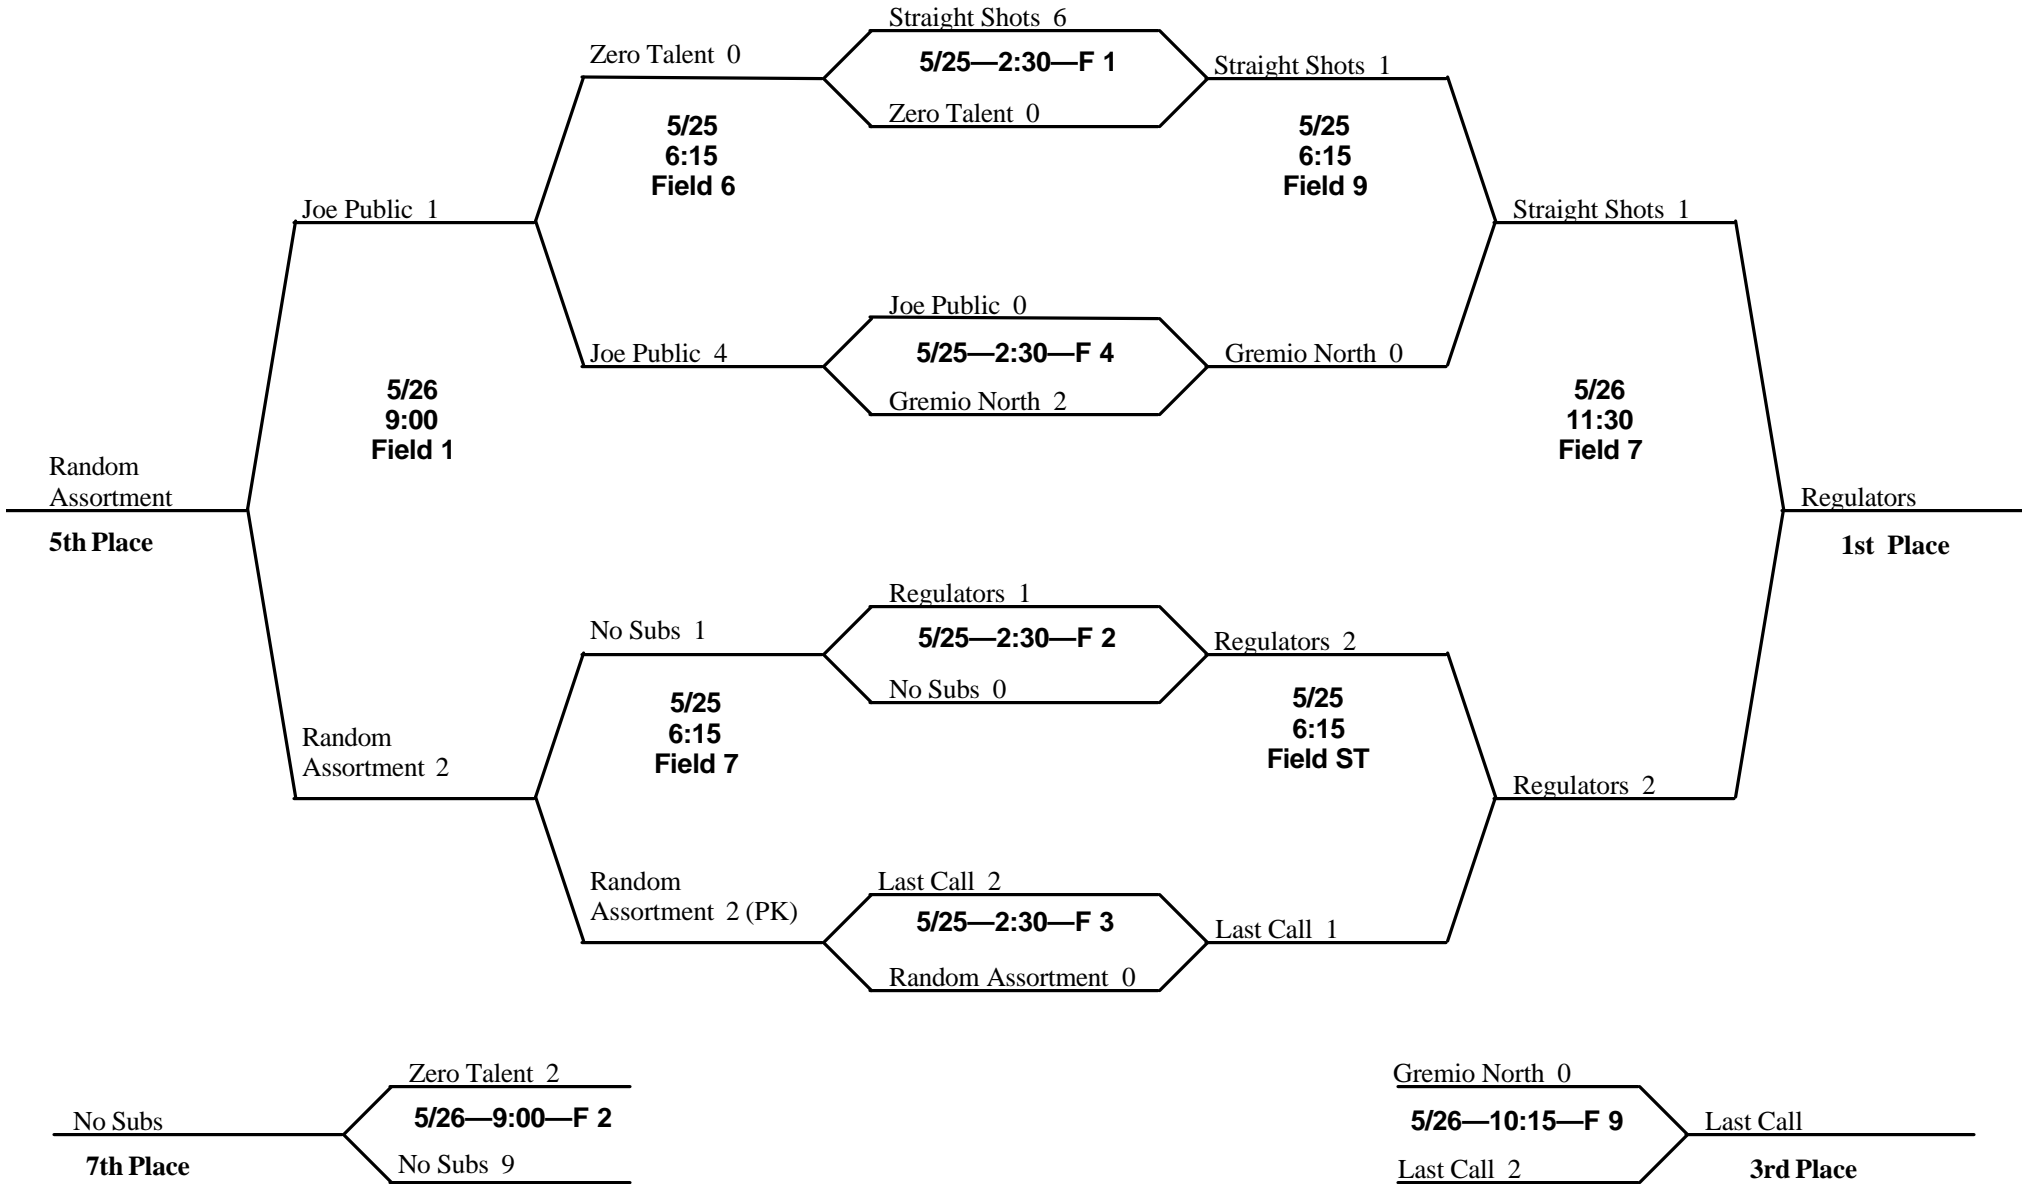 Straight Shots 6
Zero Talent 0
5/25—2:30—F 1
Straight Shots 1
Zero Talent 0
5/25
6:15
Field 6
5/25
6:15
Field 9
Joe Public 1
Straight Shots 1
Joe Public 0
Joe Public 4
5/25—2:30—F 4
Gremio North 0
Gremio North 2
5/26
9:00
Field 1
5/26
11:30
Field 7
Random
Assortment
5th Place
Regulators
1st Place
Regulators 1
No Subs 1
5/25—2:30—F 2
Regulators 2
No Subs 0
5/25
6:15
Field 7
5/25
6:15
Field ST
Random
Assortment 2
Regulators 2
Random
Assortment 2 (PK)
Last Call 2
5/25—2:30—F 3
Last Call 1
Random Assortment 0
Zero Talent 2
5/26—9:00—F 2
No Subs
7th Place
No Subs 9
Gremio North 0
5/26—10:15—F 9
Last Call
Last Call 2
3rd Place